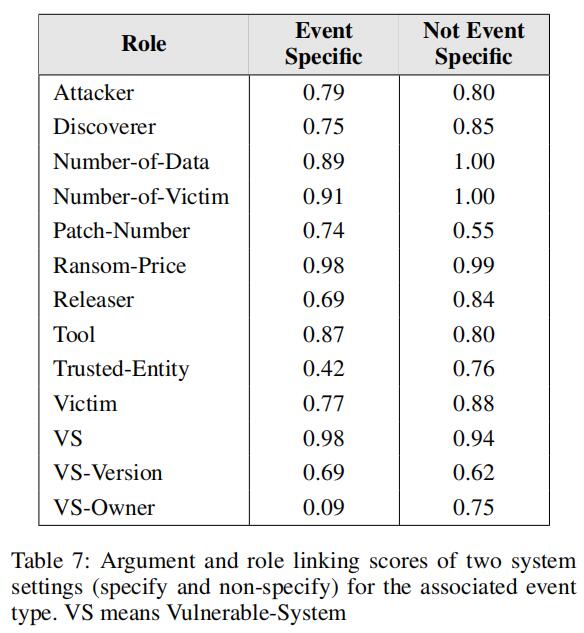 Role Event Specific Not Event Specific
Attacker 0.79 0.80
Discoverer 0.75 0.85
Number-of-Data 0.89 1.00
Number-of-Victim 0.91 1.00
Patch-Number 0.74 0.55
Ransom-Price 0.98 0.99
Releaser 0.69 0.84
Tool 0.87 0.80
Trusted-Entity 0.42 0.76
Victim 0.77 0.88
VS 0.98 0.94
VS-Version 0.69 0.62
VS-Owner 0.09 0.75
Table 7: Argument and role linking scores of two system
settings (specify and non-specify) for the associated event
type. VS means Vulnerable-System